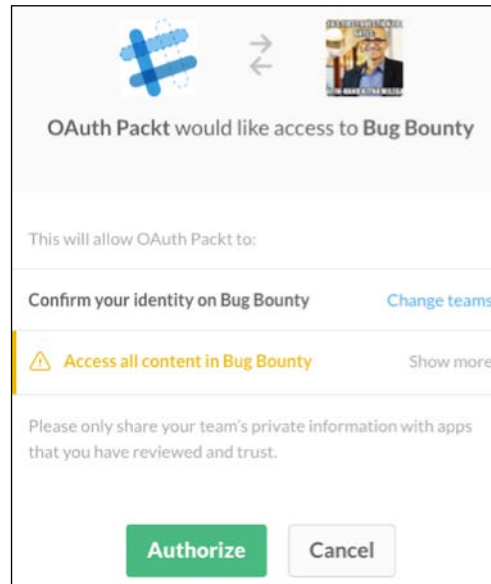 OAuth Packt would like access to Bug Bounty
This will allow OAuth Packt to:
Confirm your identity on Bug Bounty Change teams
Access all content in Bug Bounty Show more
Please only share your team's private information with apps
that you have reviewed and trust.
Authorize Cancel